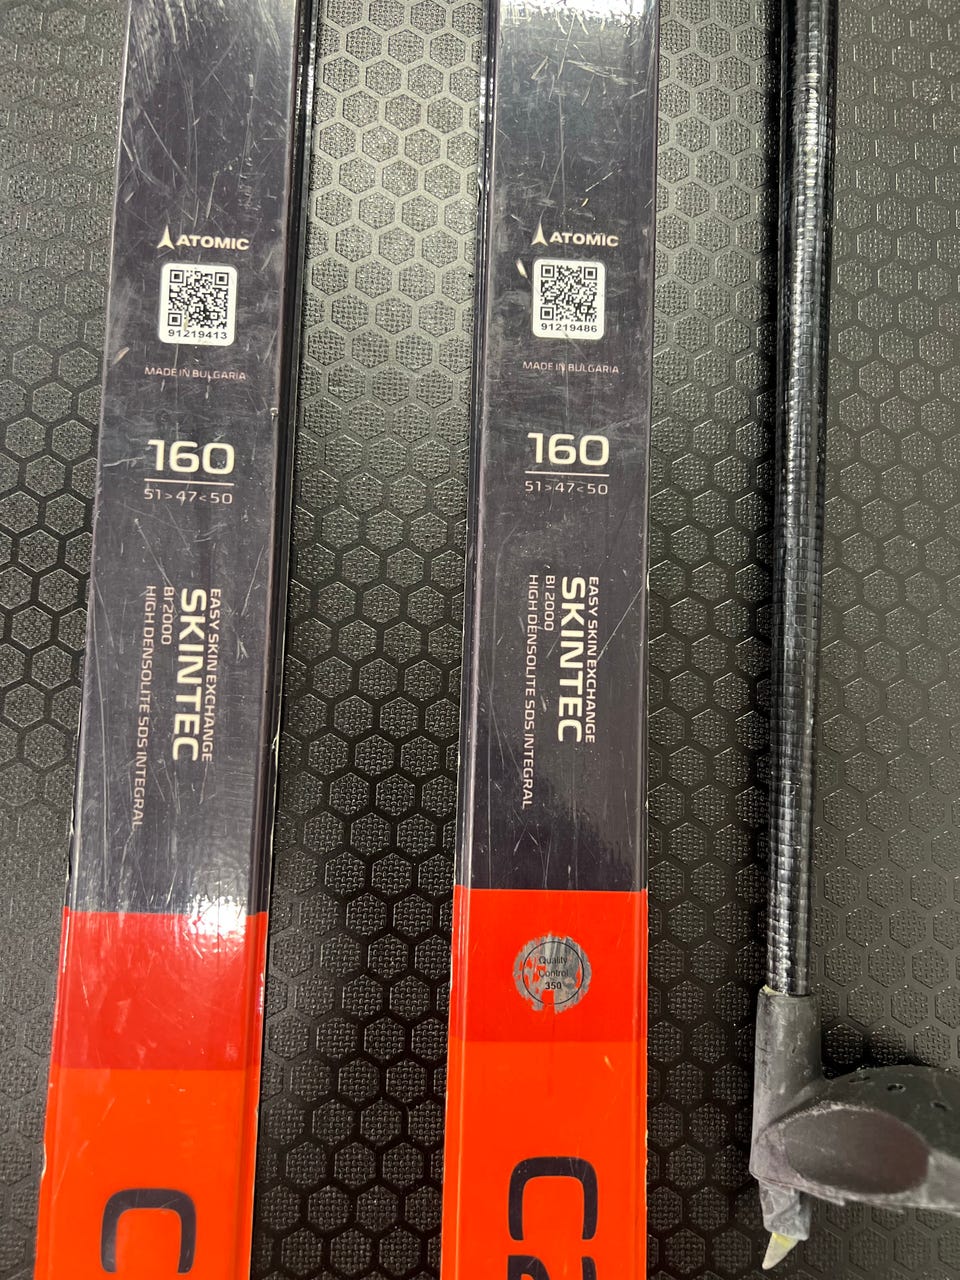 ATOMIC
91219413
MADE IN BULGARIA
160
51>47<50
EASY SKIN EXCHANGE
SKINTEC
BI 2000
HIGH DENSOLITE SDS INTEGRAL
C
ATOMIC
91219486
MADE IN BULGARIA
160
51>47<50
EASY SKIN EXCHANGE
SKINTEC
BI 2000
HIGH DENSOLITE SDS INTEGRAL
Quality
Control
350
C